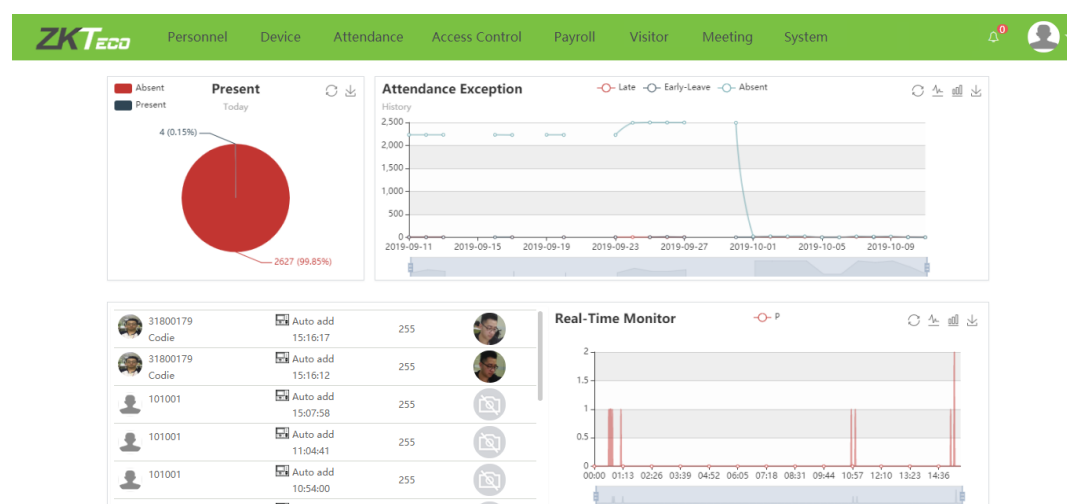 ZKTECO Personnel Device Attendance Access Control Payroll Visitor Meeting System 0
Absent
Present
Present
Today
4 (0.15%)
2627 (99.85%)
Attendance Exception
History
Late Early-Leave Absent
2,500
2,000
1,500
1,000
500
0
2019-09-11 2019-09-15 2019-09-19 2019-09-23 2019-09-27 2019-10-01 2019-10-05 2019-10-09
31800179 Auto add 255
Codie 15:16:17
31800179 Auto add 255
Codie 15:16:12
101001 Auto add 255
15:07:58
101001 Auto add 255
11:04:41
101001 Auto add 255
10:54:00
Real-Time Monitor P
2
1.5
1
0.5
0
00:00 01:13 02:26 03:39 04:52 06:05 07:18 08:31 09:44 10:57 12:10 13:23 14:36